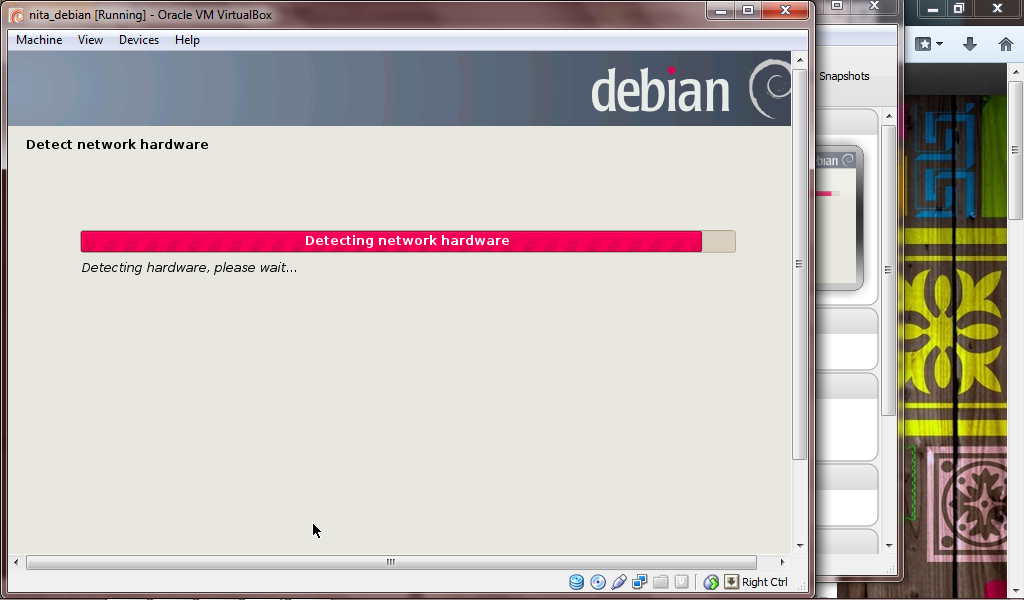 nita_debian [Running] - Oracle VM VirtualBox
Machine View Devices Help
Snapshots
debian
Detect network hardware
Detecting network hardware
Detecting hardware, please wait...
Right Ctrl